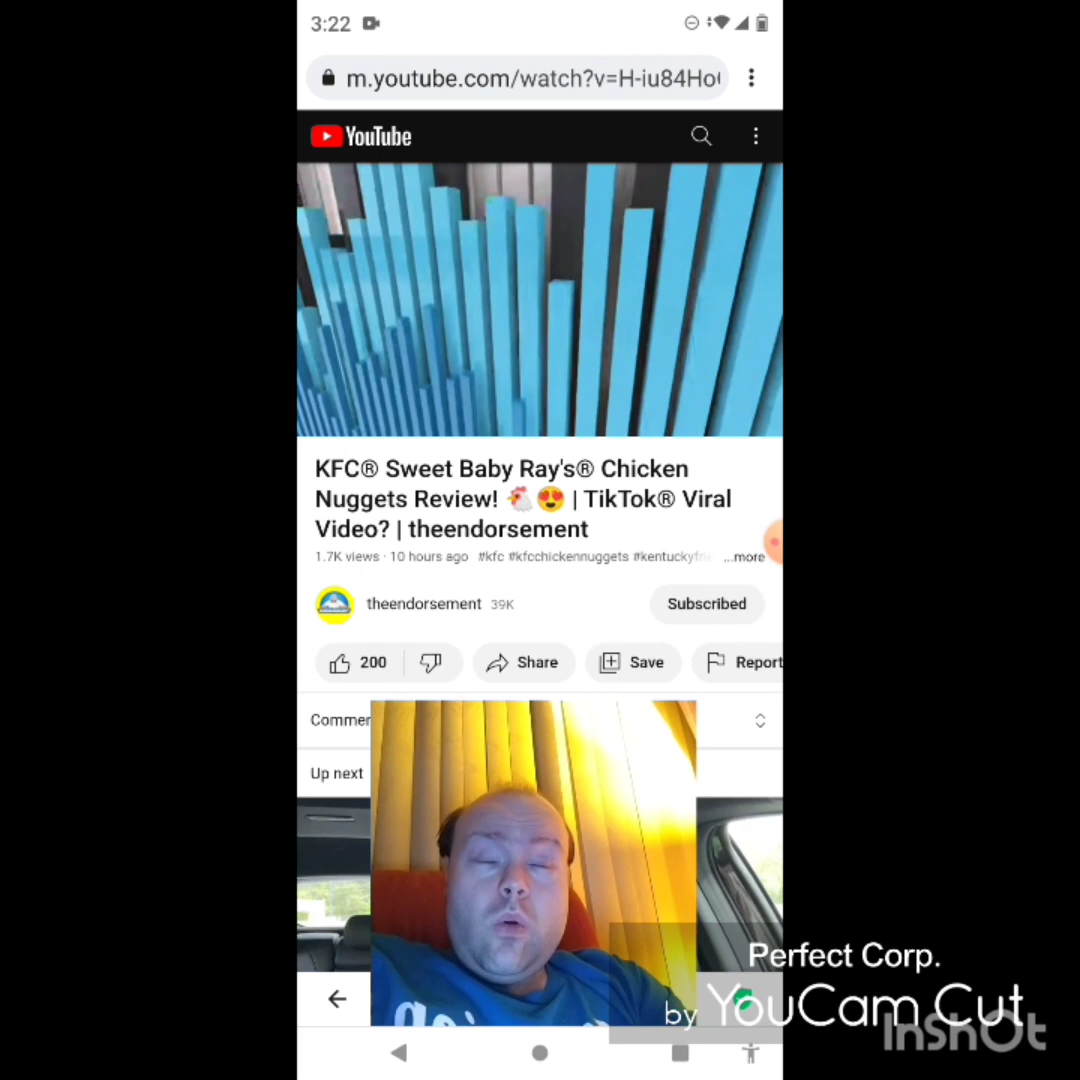 3:22
m.youtube.com/watch?v=H-iu84Ho
YouTube
KFC® Sweet Baby Ray's® Chicken
Nuggets Review! 🐔😍 | TikTok® Viral
Video? | theendorsement
1.7K views · 10 hours ago #kfc #kfcchickennuggets #kentuckyfrie ...more
theendorsement 39K
Subscribed
200
Share
Save
Report
Commen
Up next
Perfect Corp.
by YouCam Cut
InShOt